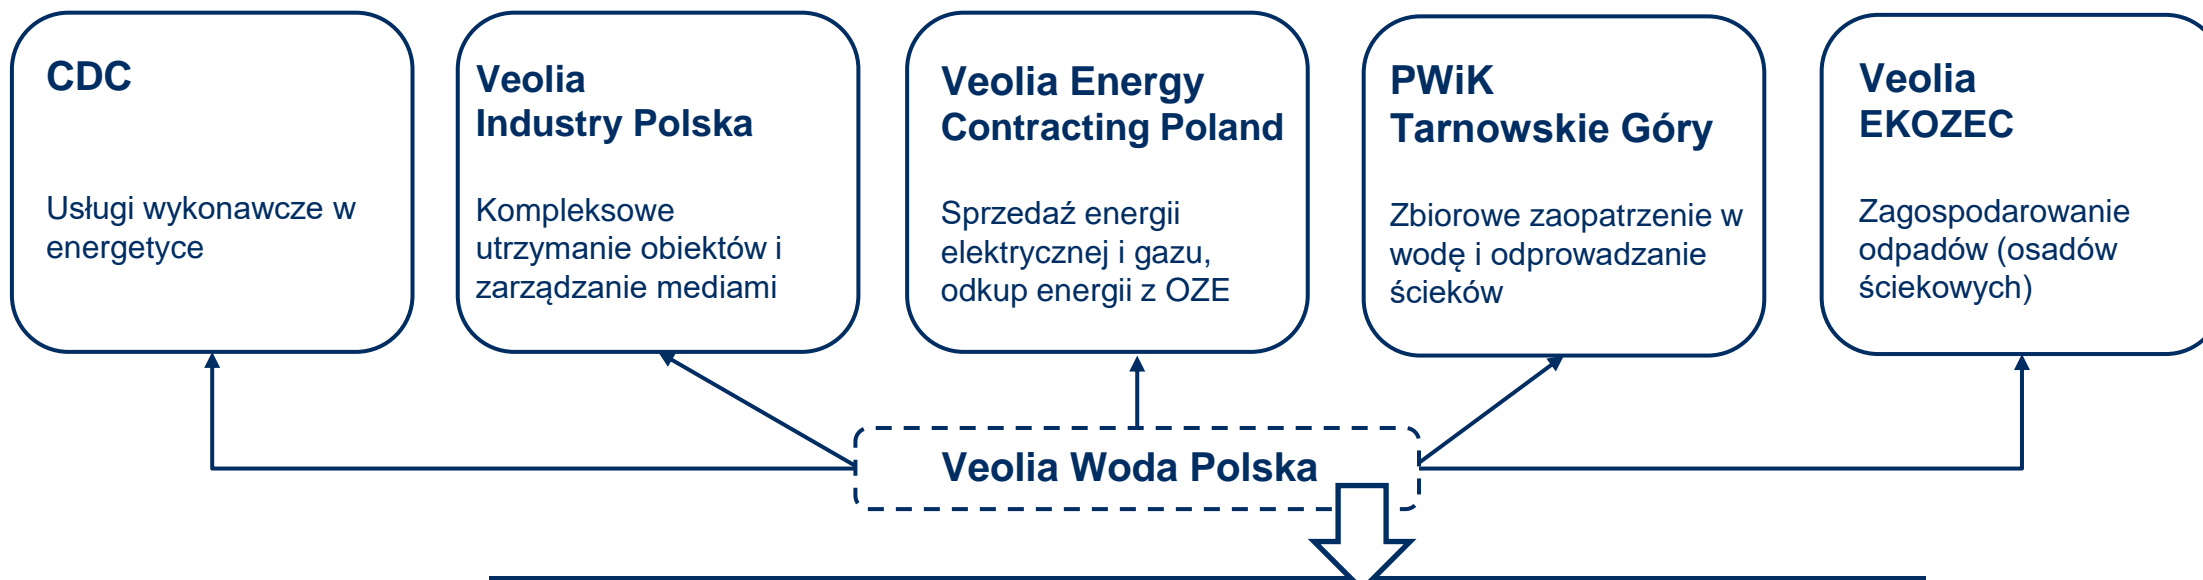 CDC
Usługi wykonawcze w
energetyce
Veolia
Industry Polska
Kompleksowe
utrzymanie obiektów i
zarządzanie mediami
Veolia Energy
Contracting Poland
Sprzedaż energii
elektrycznej i gazu,
odkup energii z OZE
PWiK
Tarnowskie Góry
Zbiorowe zaopatrzenie w
wodę i odprowadzanie
ścieków
Veolia
EKOZEC
Zagospodarowanie
odpadów (osadów
ściekowych)
Veolia Woda Polska